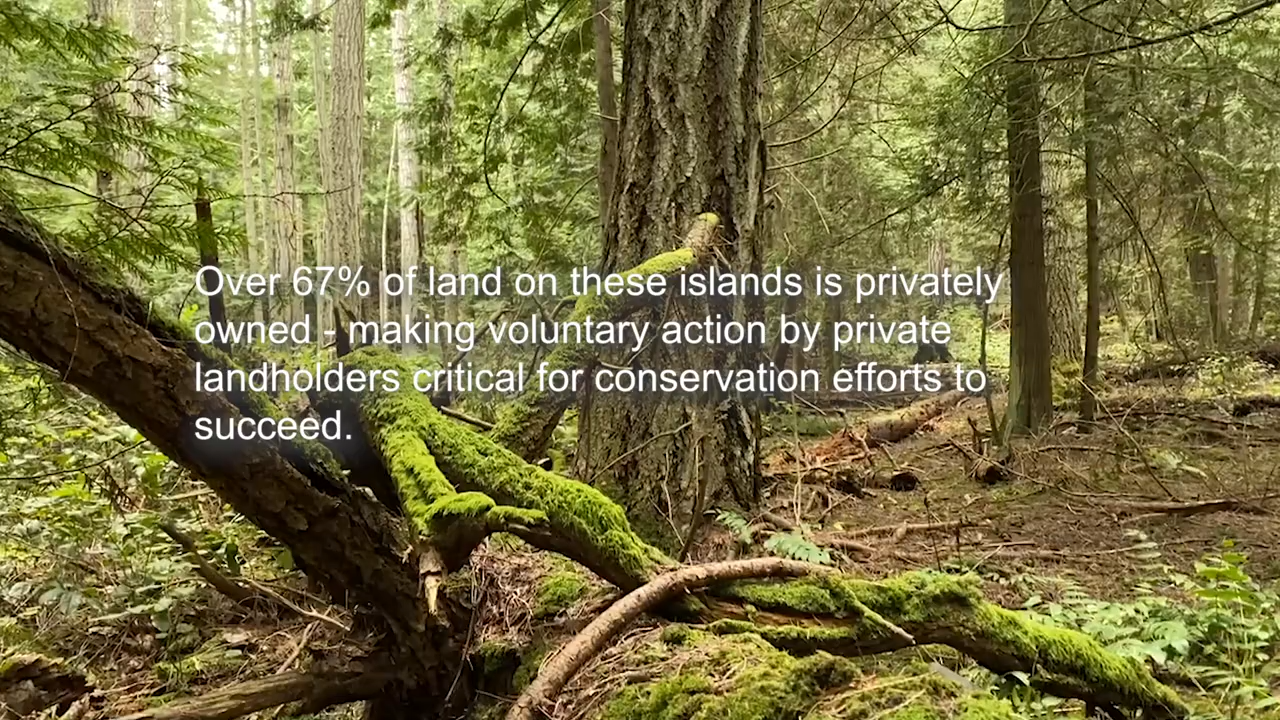 Over 67% of land on these islands is privately
owned - making voluntary action by private
landholders critical for conservation efforts to
succeed.